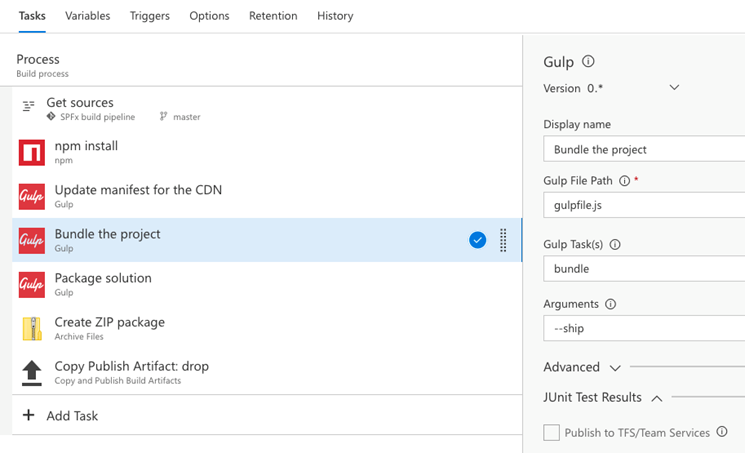 Tasks Variables Triggers Options Retention History
Process
Build process
Get sources
SPFx build pipeline master
npm install
npm
Gulp Update manifest for the CDN
Gulp
Gulp Bundle the project
Gulp
Gulp Package solution
Gulp
Create ZIP package
Archive Files
Copy Publish Artifact: drop
Copy and Publish Build Artifacts
+ Add Task
Gulp
Version 0.*
Display name
Bundle the project
Gulp File Path *
gulpfile.js
Gulp Task(s)
bundle
Arguments
--ship
Advanced
JUnit Test Results
Publish to TFS/Team Services